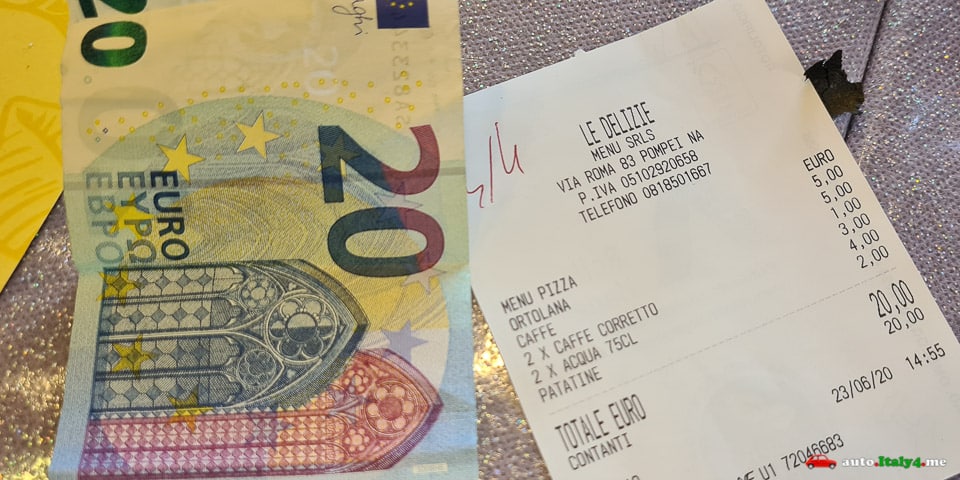 20
20
EURO
ΕΥΡΩ
ЕВРО
LE DELIZIE
MENU SRLS
VIA ROMA 83 POMPEI NA
P.IVA 05102920658
TELEFONO 0818501667
EURO
MENU PIZZA 5,00
ORTOLANA 5,00
CAFFE 1,00
2 X CAFFE CORRETTO 3,00
2 X ACQUA 75CL 4,00
PATATINE 2,00
TOTALE EURO 20,00
CONTANTI 20,00
23/06/20 14:55
72046683
auto.Italy4.me